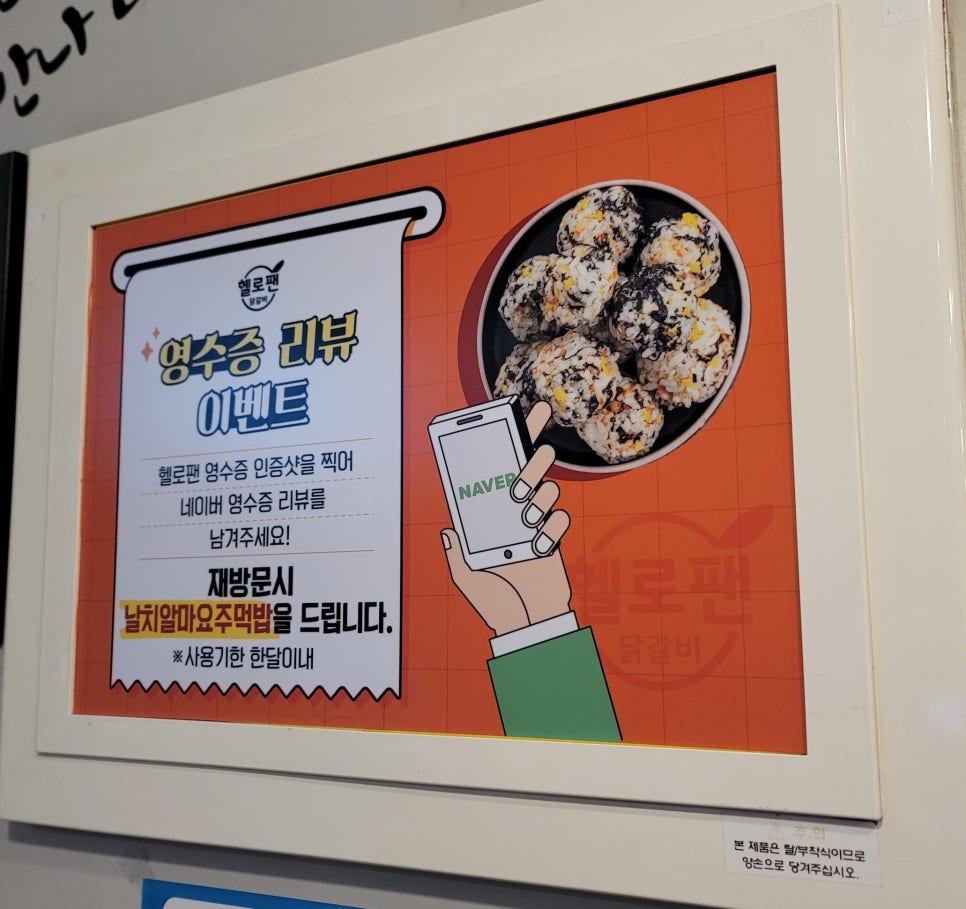 헬로팬
닭갈비
영수증 리뷰
이벤트
헬로팬 영수증 인증샷을 찍어
네이버 영수증 리뷰를
남겨주세요!
재방문시
날치알마요주먹밥을 드립니다.
※사용기한 한달이내
NAVER
헬로팬
닭갈비
주의
본 제품은 탈/부착식이므로
양손으로 당겨주십시오.